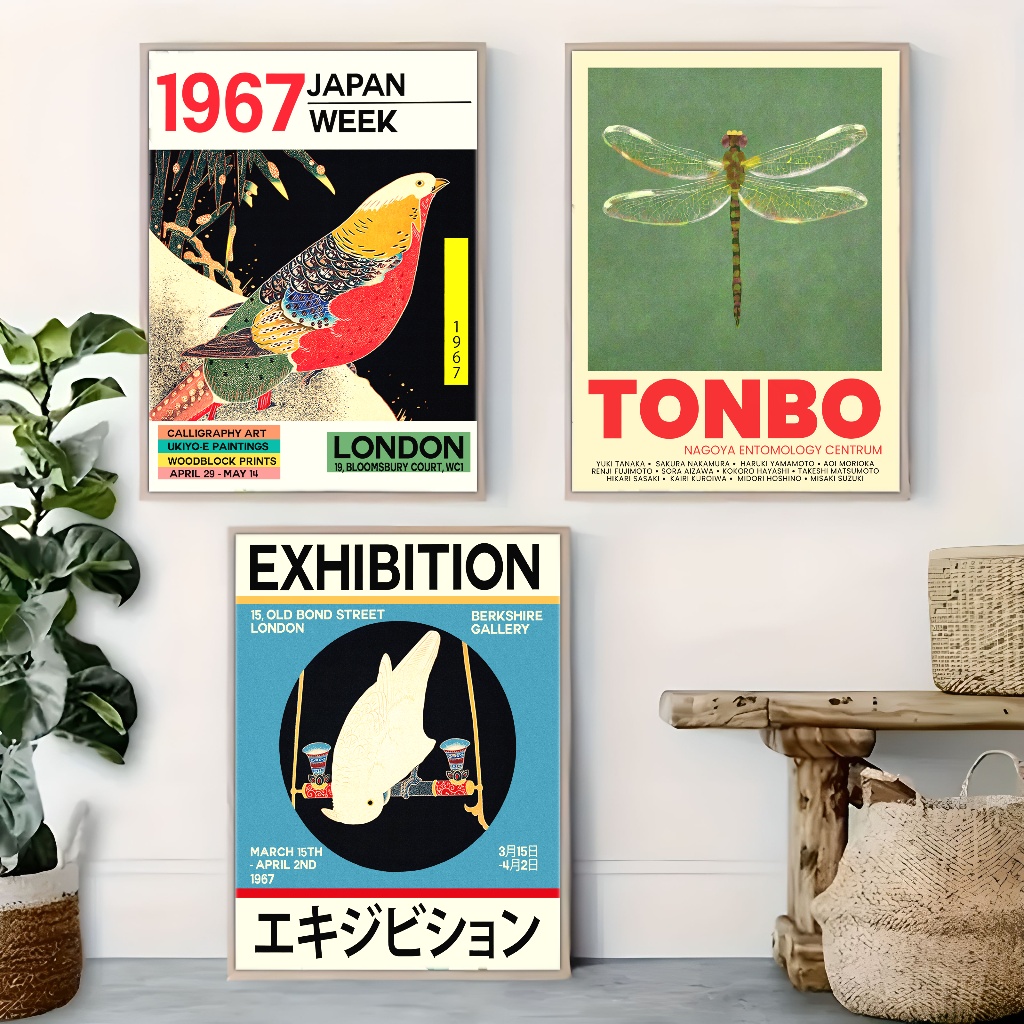 1967 JAPAN
WEEK
1967
CALLIGRAPHY ART
UKIYO-E PAINTINGS
WOODBLOCK PRINTS
APRIL 29 - MAY 14
LONDON
19, BLOOMSBURY COURT, WC1
TONBO
NAGOYA ENTOMOLOGY CENTRUM
YUKI TANAKA • SAKURA NAKAMURA • HARUKI YAMAMOTO • AOI MORIOKA
RENJI FUJIMOTO • SORA AIZAWA • KOKORO HAYASHI • TAKESHI MATSUMOTO
HIKARI SASAKI • KAIRI KUROIWA • MIDORI HOSHINO • MISAKI SUZUKI
EXHIBITION
15, OLD BOND STREET
LONDON
BERKSHIRE
GALLERY
MARCH 15TH
- APRIL 2ND
1967
3月15日
-4月2日
エキジビション